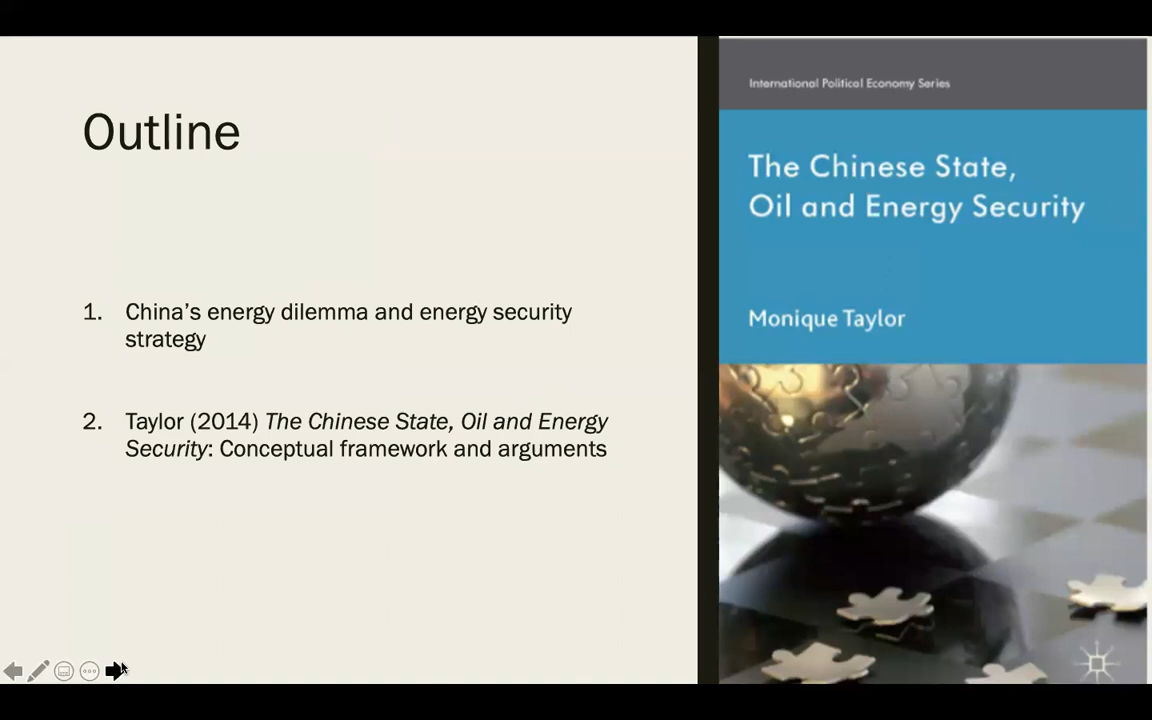 Outline
1. China's energy dilemma and energy security
strategy
2. Taylor (2014) The Chinese State, Oil and Energy
Security: Conceptual framework and arguments
International Political Economy Series
The Chinese State,
Oil and Energy Security
Monique Taylor